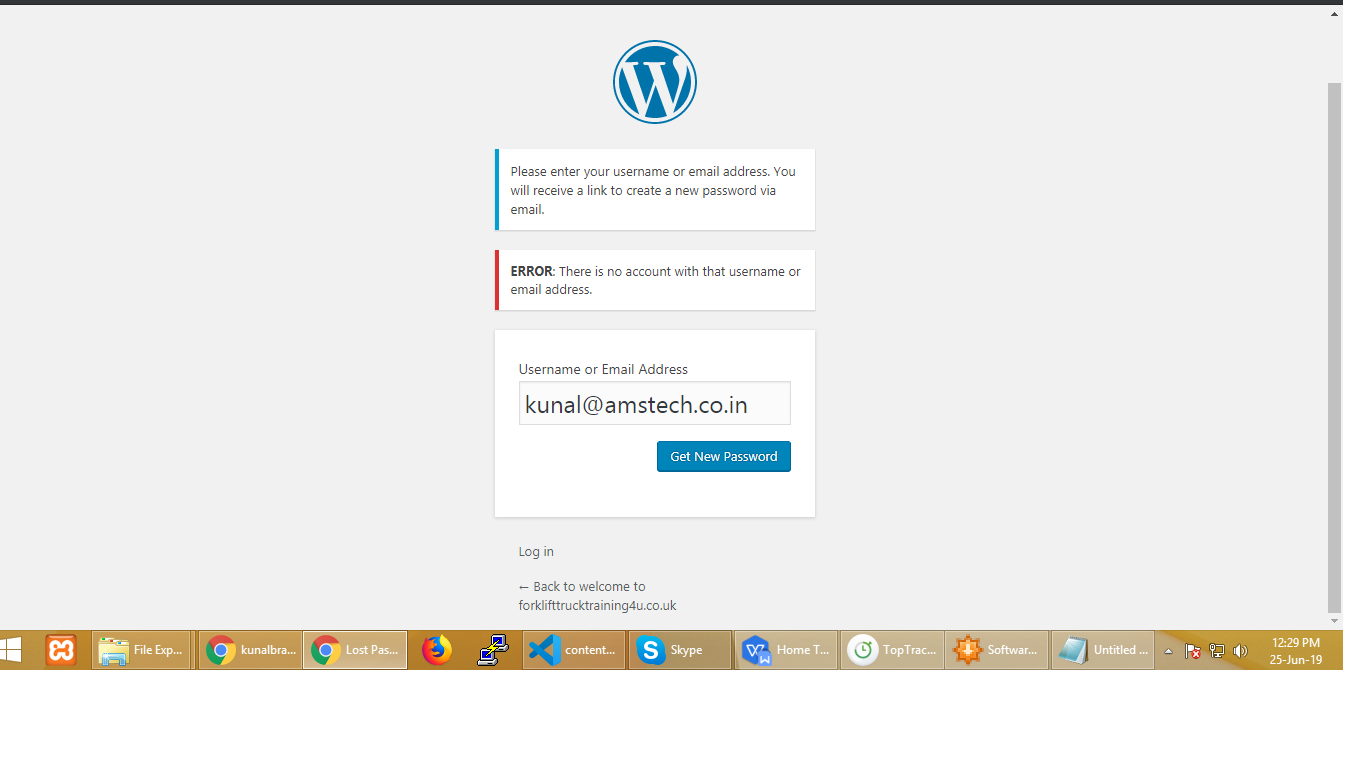 Please enter your username or email address. You
will receive a link to create a new password via
email.
ERROR: There is no account with that username or
email address.
Username or Email Address
kunal@amstech.co.in
Get New Password
Log in
← Back to welcome to
forklifttrucktraining4u.co.uk
File Exp...
kunalbra...
Lost Pas...
content...
Skype
Home T...
TopTrac...
Softwar...
Untitled ...
12:29 PM
25-Jun-19